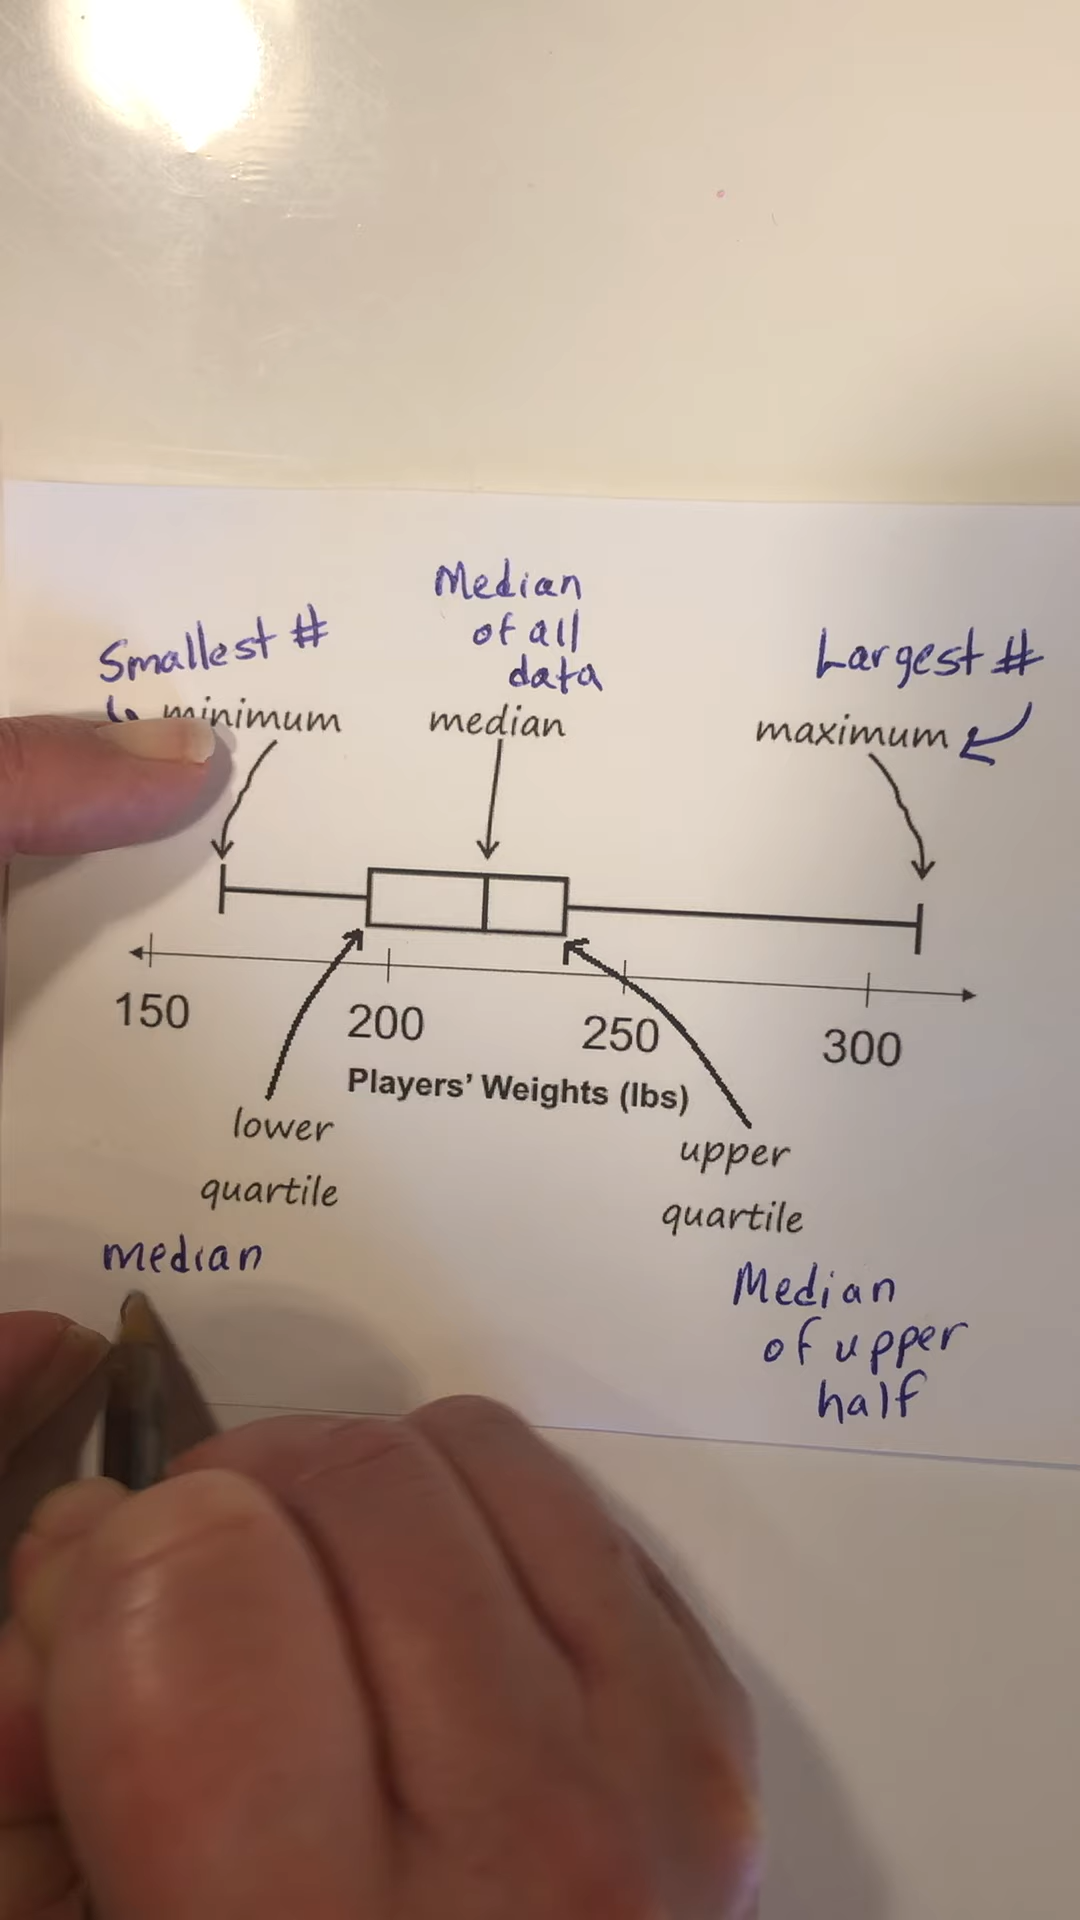 Median
of all
data
Smallest #
Largest #
minimum
median
maximum
150
200
250
300
Players' Weights (lbs)
lower
quartile
upper
quartile
median
Median
of upper
half